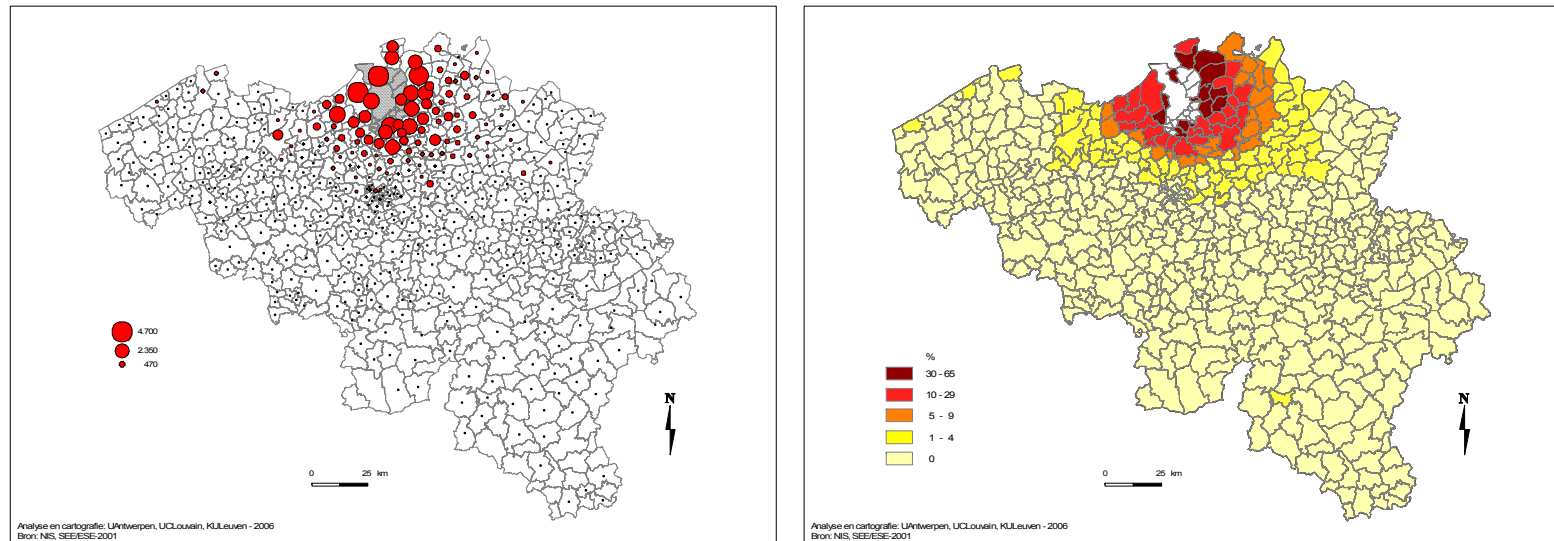 4.700
2.350
470
N
0 25 km
Analyse en cartografie: UAntwerpen, UCLouvain, KULeuven - 2006
Bron: NIS, SEE/ESE-2001
%
30 - 65
10 - 29
5 - 9
1 - 4
0
N
0 25 km
Analyse en cartografie: UAntwerpen, UCLouvain, KULeuven - 2006
Bron: NIS, SEE/ESE-2001